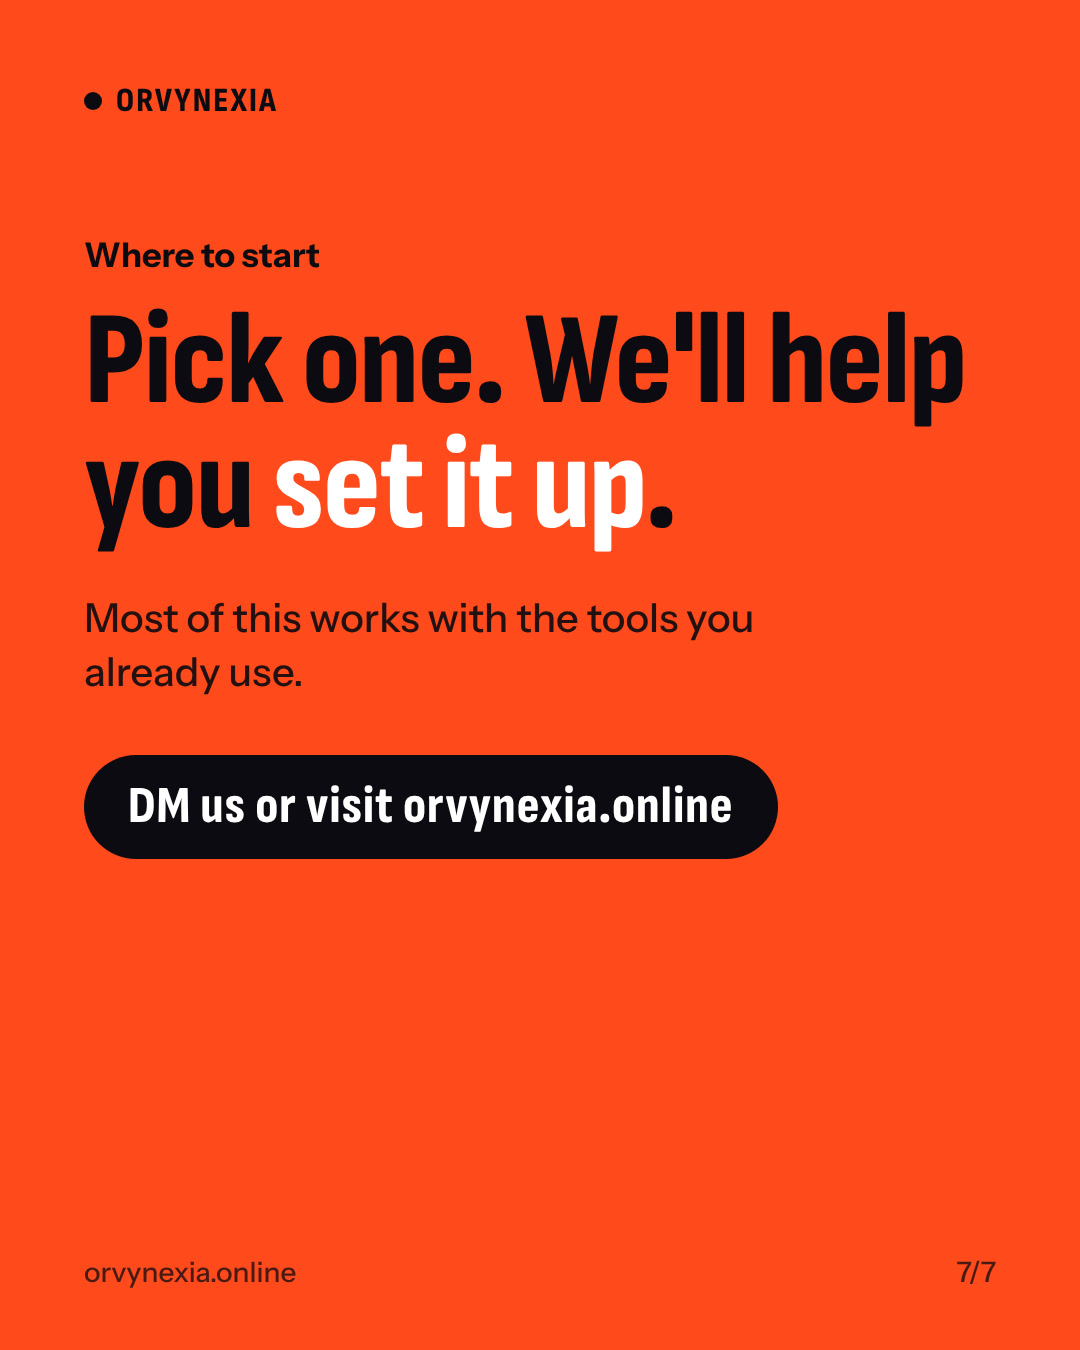 ORVYNEXIA
Where to start
Pick one. We'll help
you set it up.
Most of this works with the tools you
already use.
DM us or visit orvynexia.online
orvynexia.online
7/7